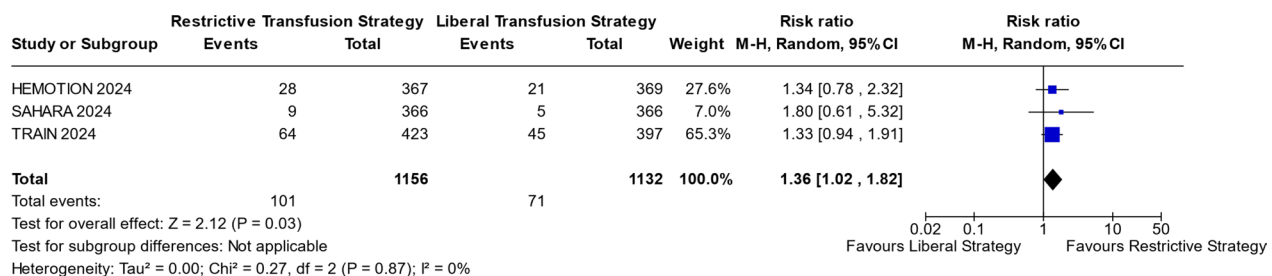 Restrictive Transfusion Strategy Liberal Transfusion Strategy Risk ratio Risk ratio
Study or Subgroup Events Total Events Total Weight M-H, Random, 95%CI M-H, Random, 95%CI
HEMOTION 2024 28 367 21 369 27.6% 1.34 [0.78 , 2.32]
SAHARA 2024 9 366 5 366 7.0% 1.80 [0.61 , 5.32]
TRAIN 2024 64 423 45 397 65.3% 1.33 [0.94 , 1.91]
Total 1156 1132 100.0% 1.36 [1.02 , 1.82]
Total events: 101 71
Test for overall effect: Z = 2.12 (P = 0.03)
0.02 0.1 1 10 50
Test for subgroup differences: Not applicable
Favours Liberal Strategy Favours Restrictive Strategy
Heterogeneity: Tau² = 0.00; Chi² = 0.27, df = 2 (P = 0.87); I² = 0%